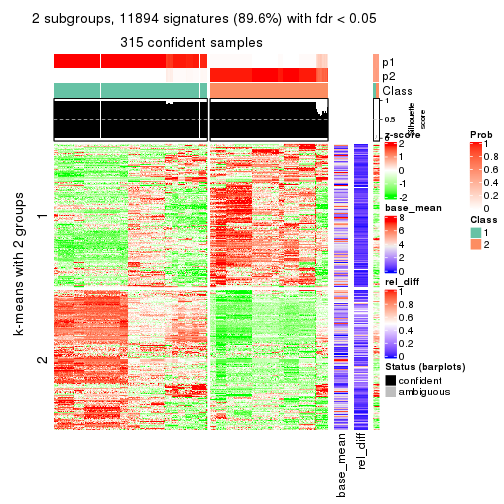 2 subgroups, 11894 signatures (89.6%) with fdr < 0.05
315 confident samples
p1
p2
Class
1
0.5
0
Silhouette
score
k-means with 2 groups
1
2
base_mean
rel_diff
z-score
2
1
0
-1
-2
base_mean
8
6
4
2
0
rel_diff
1
0.8
0.6
0.4
0.2
0
Status (barplots)
confident
ambiguous
Prob
1
0.8
0.6
0.4
0.2
0
Class
1
2